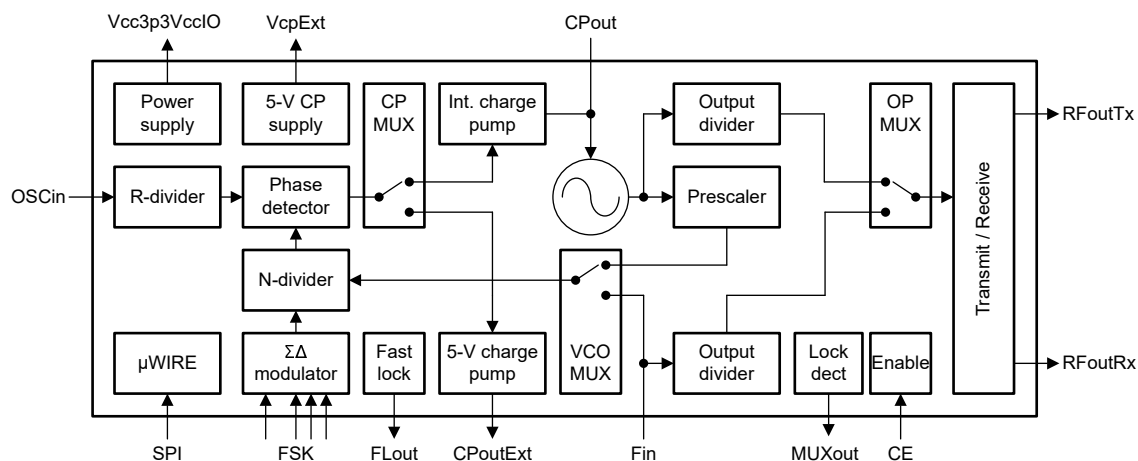 Vcc3p3VccIO
VcpExt
CPout
Power
supply
5-V CP
supply
CP
MUX
Int. charge
pump
Output
divider
OP
MUX
RFoutTx
OSCin
R-divider
Phase
detector
Prescaler
Transmit / Receive
N-divider
µWIRE
ΣΔ
modulator
Fast
lock
5-V charge
pump
VCO
MUX
Output
divider
Lock
dect
Enable
RFoutRx
SPI
FSK
FLout
CPoutExt
Fin
MUXout
CE